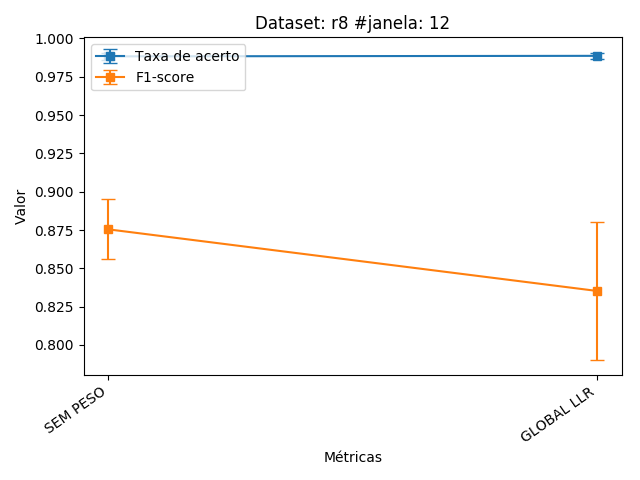 Dataset: r8 #janela: 12
Taxa de acerto
F1-score
1.000
0.975
0.950
0.925
0.900
0.875
0.850
0.825
0.800
Valor
SEM PESO
GLOBAL LLR
Métricas